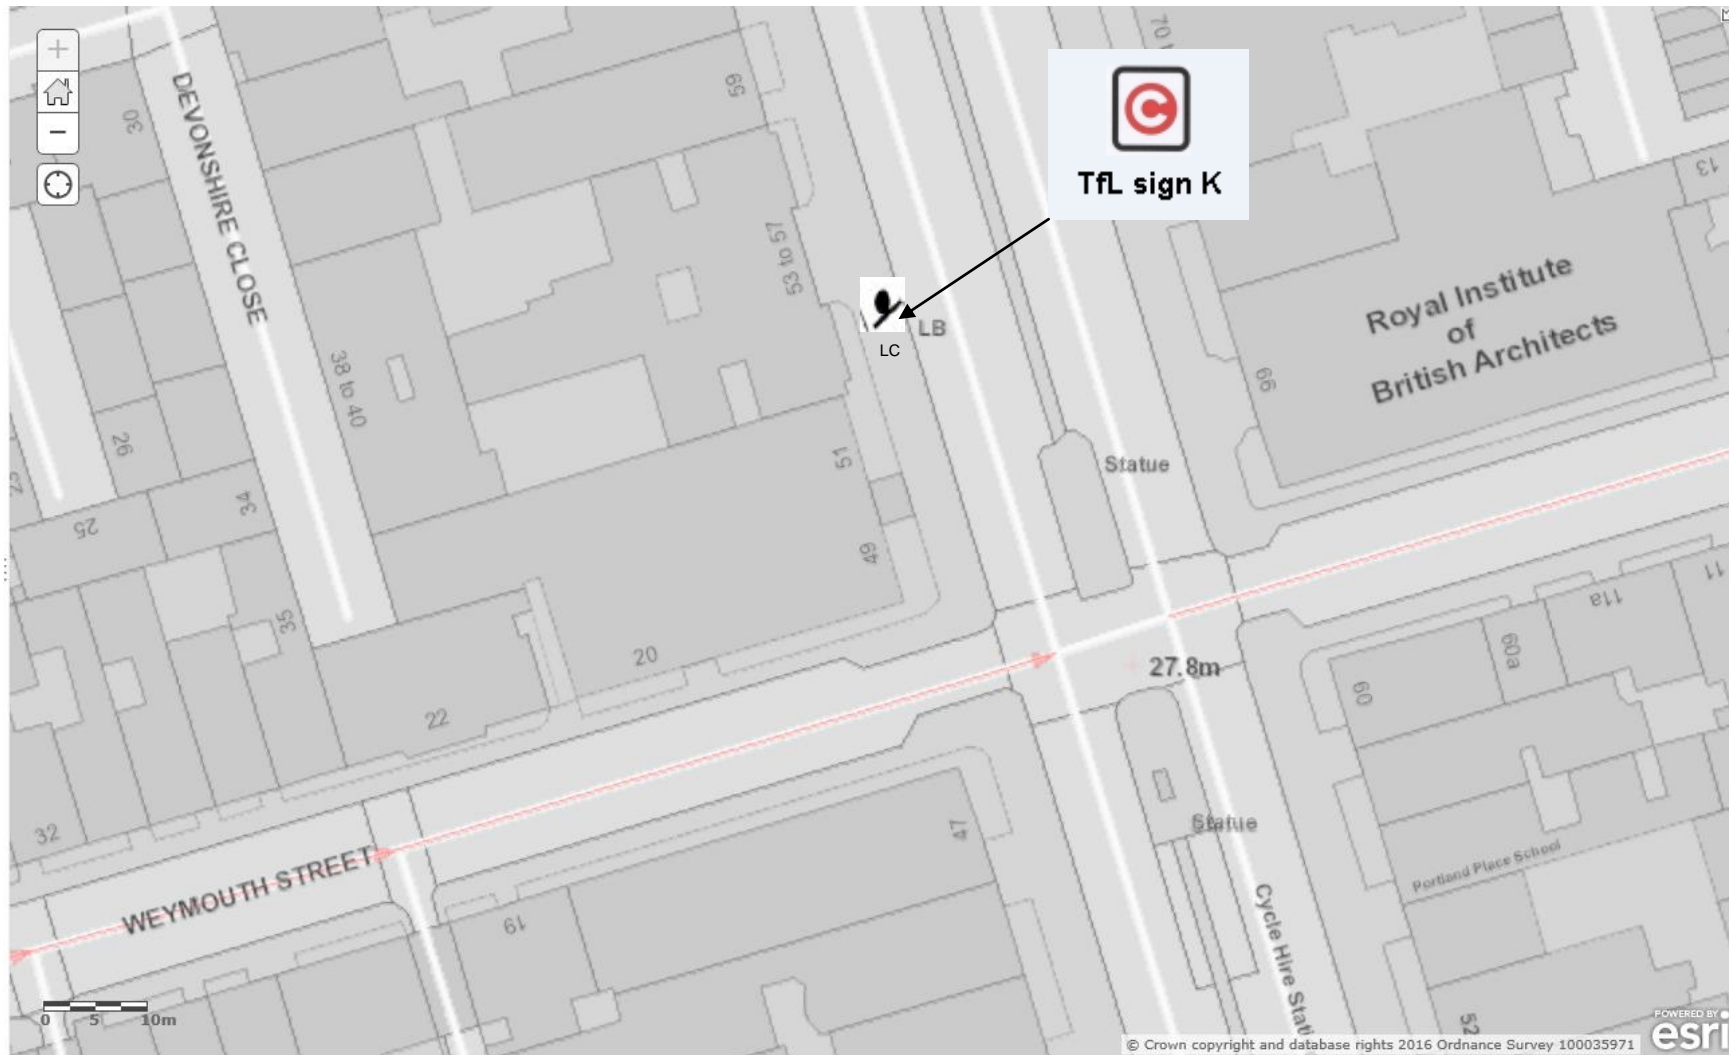 +
−
30
DEVONSHIRE CLOSE
59
70
C
TfL sign K
13
53 to 57
Royal Institute
of
British Architects
LB
LC
38 to 40
66
26
51
Statue
34
25
49
35
11
11a
20
60a
27.8m
60
22
32
47
Statue
Portland Place School
WEYMOUTH STREET
19
Cycle Hire Stati
52
0 5 10m
POWERED BY
esri
© Crown copyright and database rights 2016 Ordnance Survey 100035971